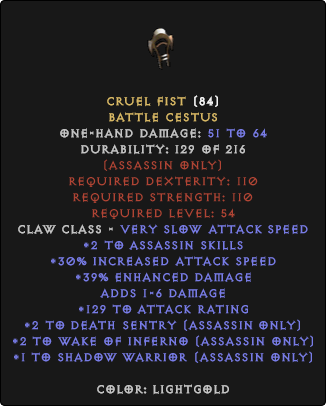 CRUEL FIST (84)
BATTLE CESTUS
ONE-HAND DAMAGE: 51 TO 64
DURABILITY: 129 OF 216
(ASSASSIN ONLY)
REQUIRED DEXTERITY: 110
REQUIRED STRENGTH: 110
REQUIRED LEVEL: 54
CLAW CLASS - VERY SLOW ATTACK SPEED
+2 TO ASSASSIN SKILLS
+30% INCREASED ATTACK SPEED
+39% ENHANCED DAMAGE
ADDS 1-6 DAMAGE
+129 TO ATTACK RATING
+2 TO DEATH SENTRY (ASSASSIN ONLY)
+2 TO WAKE OF INFERNO (ASSASSIN ONLY)
+1 TO SHADOW WARRIOR (ASSASSIN ONLY)
COLOR: LIGHTGOLD